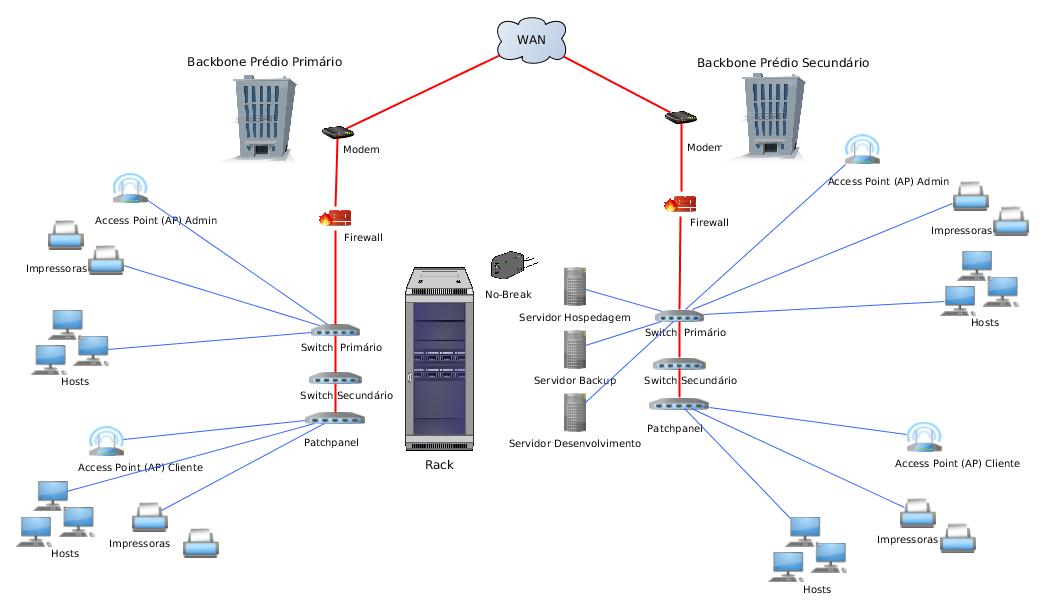 WAN
Backbone Prédio Primário
Backbone Prédio Secundário
Modem
Modem
Access Point (AP) Admin
Access Point (AP) Admin
Firewall
Firewall
Impressoras
Impressoras
No-Break
Servidor Hospedagem
Switch Primário
Switch Primário
Hosts
Hosts
Servidor Backup
Switch Secundário
Switch Secundário
Patchpanel
Patchpanel
Servidor Desenvolvimento
Rack
Access Point (AP) Cliente
Access Point (AP) Cliente
Impressoras
Impressoras
Hosts
Hosts